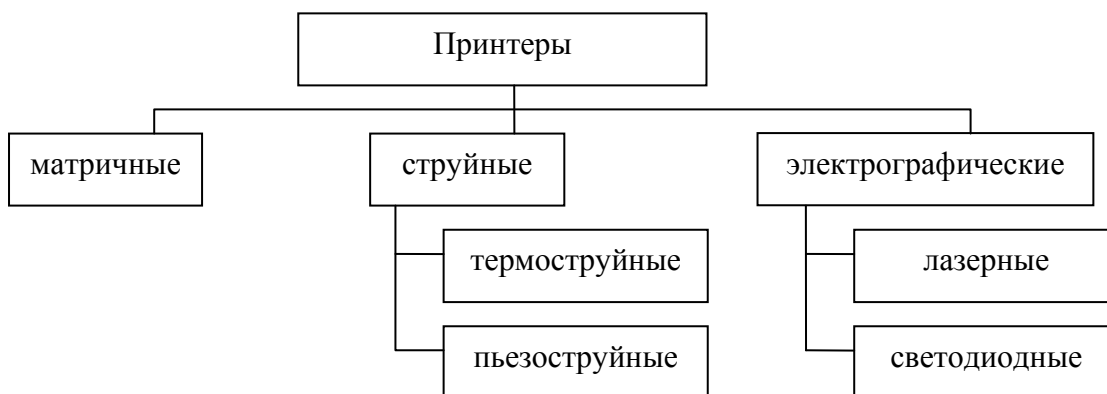 Принтеры
матричные
струйные
электрографические
термоструйные
лазерные
пьезоструйные
светодиодные